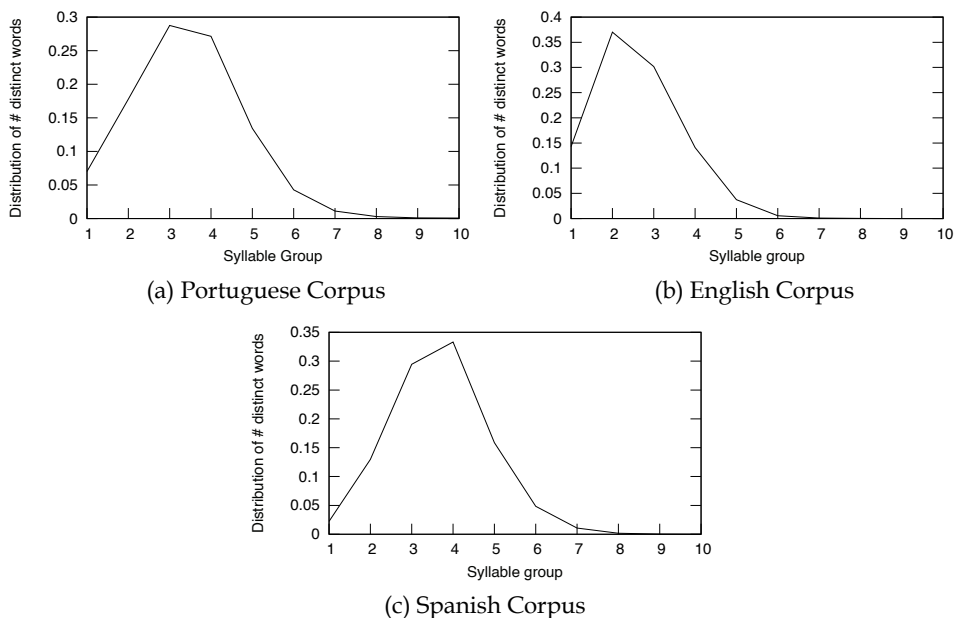 Distribution of # distinct words
0.3
0.25
0.2
0.15
0.1
0.05
0
1 2 3 4 5 6 7 8 9 10
Syllable Group
(a) Portuguese Corpus
Distribution of # distinct words
0.4
0.35
0.3
0.25
0.2
0.15
0.1
0.05
0
1 2 3 4 5 6 7 8 9 10
Syllable group
(b) English Corpus
Distribution of # distinct words
0.35
0.3
0.25
0.2
0.15
0.1
0.05
0
1 2 3 4 5 6 7 8 9 10
Syllable group
(c) Spanish Corpus